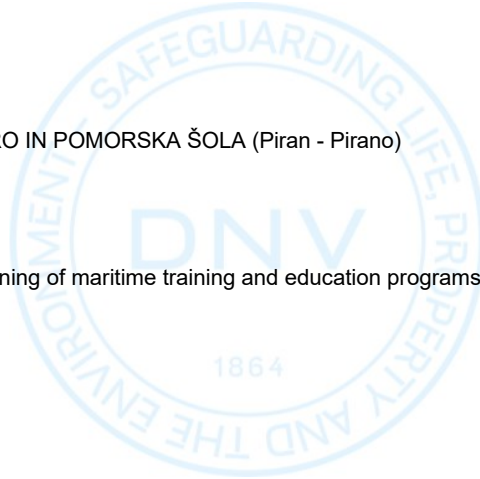 SAFEGUARDING LIFE, PROPERTY AND THE ENVIRONMENT
RO IN POMORSKA ŠOLA (Piran - Pirano)
DNV
ning of maritime training and education programs
1864